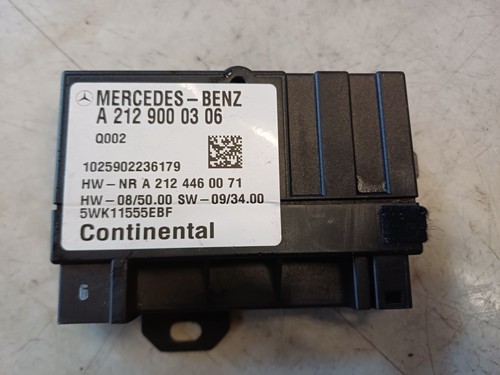 MERCEDES-BENZ
A 212 900 03 06
Q002
1025902236179
HW-NR A 212 446 00 71
HW-08/50.00 SW-09/34.00
5WK11555EBF
Continental
6